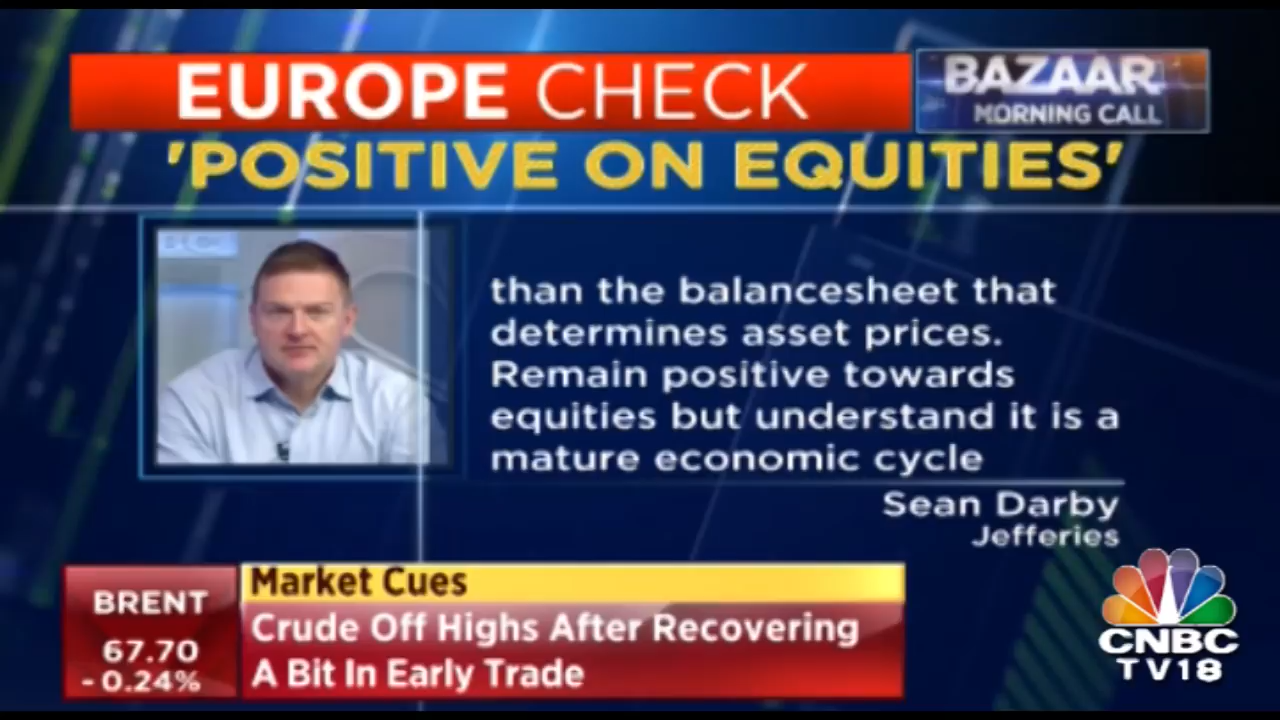 EUROPE CHECK
BAZAAR
MORNING CALL
'POSITIVE ON EQUITIES'
than the balancesheet that
determines asset prices.
Remain positive towards
equities but understand it is a
mature economic cycle
Sean Darby
Jefferies
BRENT
67.70
- 0.24%
Market Cues
Crude Off Highs After Recovering
A Bit In Early Trade
CNBC
TV18